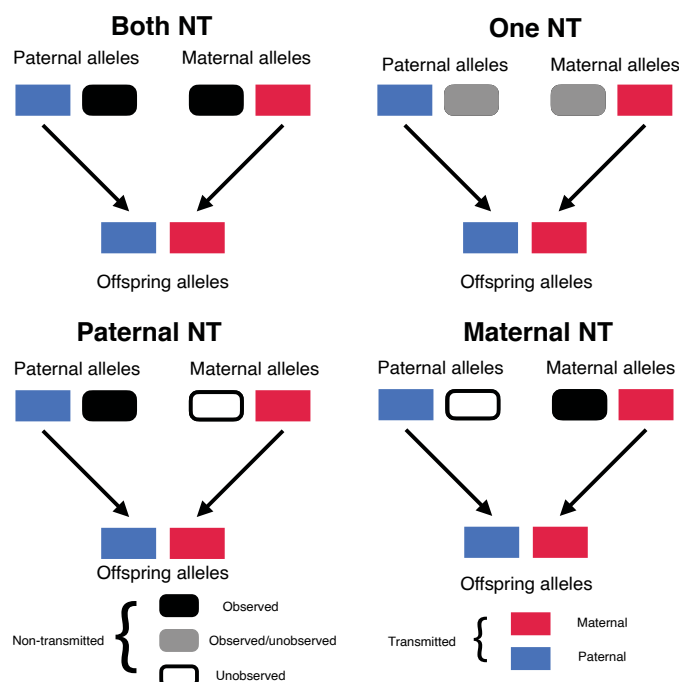 Both NT
Paternal alleles
Maternal alleles
Offspring alleles
One NT
Paternal alleles
Maternal alleles
Offspring alleles
Paternal NT
Paternal alleles
Maternal alleles
Offspring alleles
Maternal NT
Paternal alleles
Maternal alleles
Offspring alleles
Non-transmitted
{
Observed
Observed/unobserved
Unobserved
Transmitted
{
Maternal
Paternal